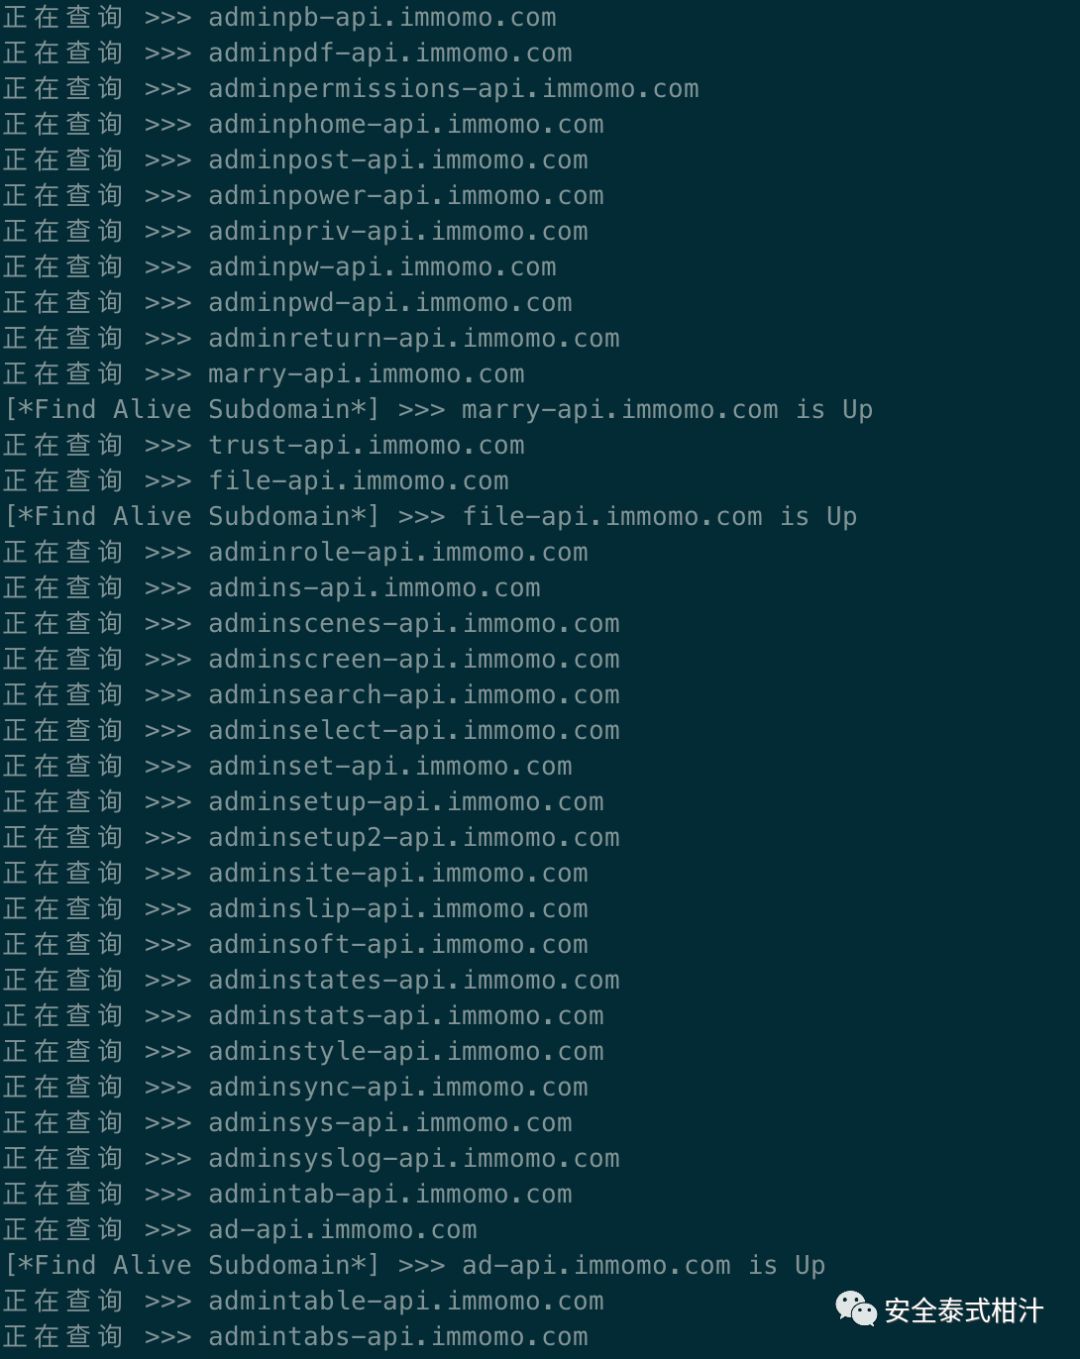 正在查询 >>> adminpb-api.immomo.com
正在查询 >>> adminpdf-api.immomo.com
正在查询 >>> adminpermissions-api.immomo.com
正在查询 >>> adminphome-api.immomo.com
正在查询 >>> adminpost-api.immomo.com
正在查询 >>> adminpower-api.immomo.com
正在查询 >>> adminpriv-api.immomo.com
正在查询 >>> adminpw-api.immomo.com
正在查询 >>> adminpwd-api.immomo.com
正在查询 >>> adminreturn-api.immomo.com
正在查询 >>> marry-api.immomo.com
[*Find Alive Subdomain*] >>> marry-api.immomo.com is Up
正在查询 >>> trust-api.immomo.com
正在查询 >>> file-api.immomo.com
[*Find Alive Subdomain*] >>> file-api.immomo.com is Up
正在查询 >>> adminrole-api.immomo.com
正在查询 >>> admins-api.immomo.com
正在查询 >>> adminscenes-api.immomo.com
正在查询 >>> adminscreen-api.immomo.com
正在查询 >>> adminsearch-api.immomo.com
正在查询 >>> adminselect-api.immomo.com
正在查询 >>> adminset-api.immomo.com
正在查询 >>> adminsetup-api.immomo.com
正在查询 >>> adminsetup2-api.immomo.com
正在查询 >>> adminsite-api.immomo.com
正在查询 >>> adminslip-api.immomo.com
正在查询 >>> adminsoft-api.immomo.com
正在查询 >>> adminstates-api.immomo.com
正在查询 >>> adminstats-api.immomo.com
正在查询 >>> adminstyle-api.immomo.com
正在查询 >>> adminsync-api.immomo.com
正在查询 >>> adminsys-api.immomo.com
正在查询 >>> adminsyslog-api.immomo.com
正在查询 >>> admintab-api.immomo.com
正在查询 >>> ad-api.immomo.com
[*Find Alive Subdomain*] >>> ad-api.immomo.com is Up
正在查询 >>> admintable-api.immomo.com
安全泰式柑汁
正在查询 >>> admintabs-api.immomo.com